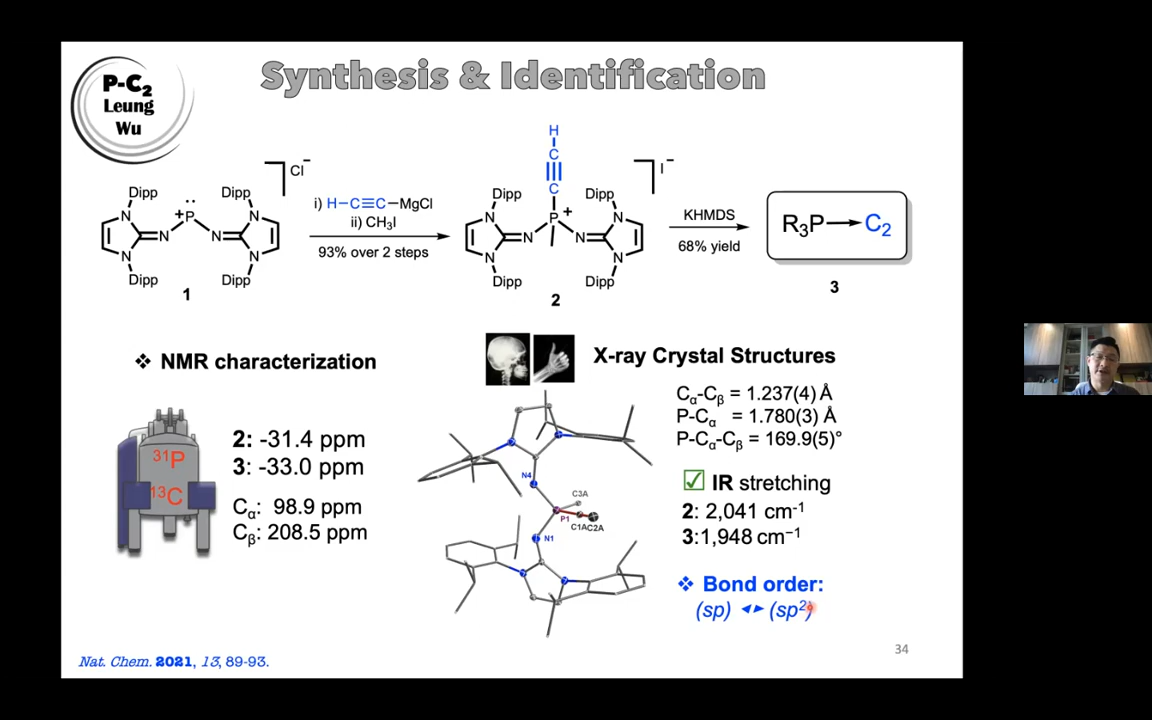 P-C2
Leung
Wu
Synthesis & Identification
Dipp
Dipp
N
N
+P
N
N
N
N
Dipp
Dipp
Cl−
1
i) H−C≡C−MgCl
ii) CH3I
93% over 2 steps
H
C
C
Dipp
Dipp
N
N
P+
N
N
N
N
Dipp
Dipp
I−
2
KHMDS
68% yield
R3P→C2
3
❖ NMR characterization
31P
13C
2: -31.4 ppm
3: -33.0 ppm
Cα: 98.9 ppm
Cβ: 208.5 ppm
X-ray Crystal Structures
N4
C3A
P1
C1A
C2A
N1
Cα-Cβ = 1.237(4) Å
P-Cα = 1.780(3) Å
P-Cα-Cβ = 169.9(5)°
☑ IR stretching
2: 2,041 cm-1
3:1,948 cm−1
❖ Bond order:
(sp) ◄► (sp2)
Nat. Chem. 2021, 13, 89-93.
34